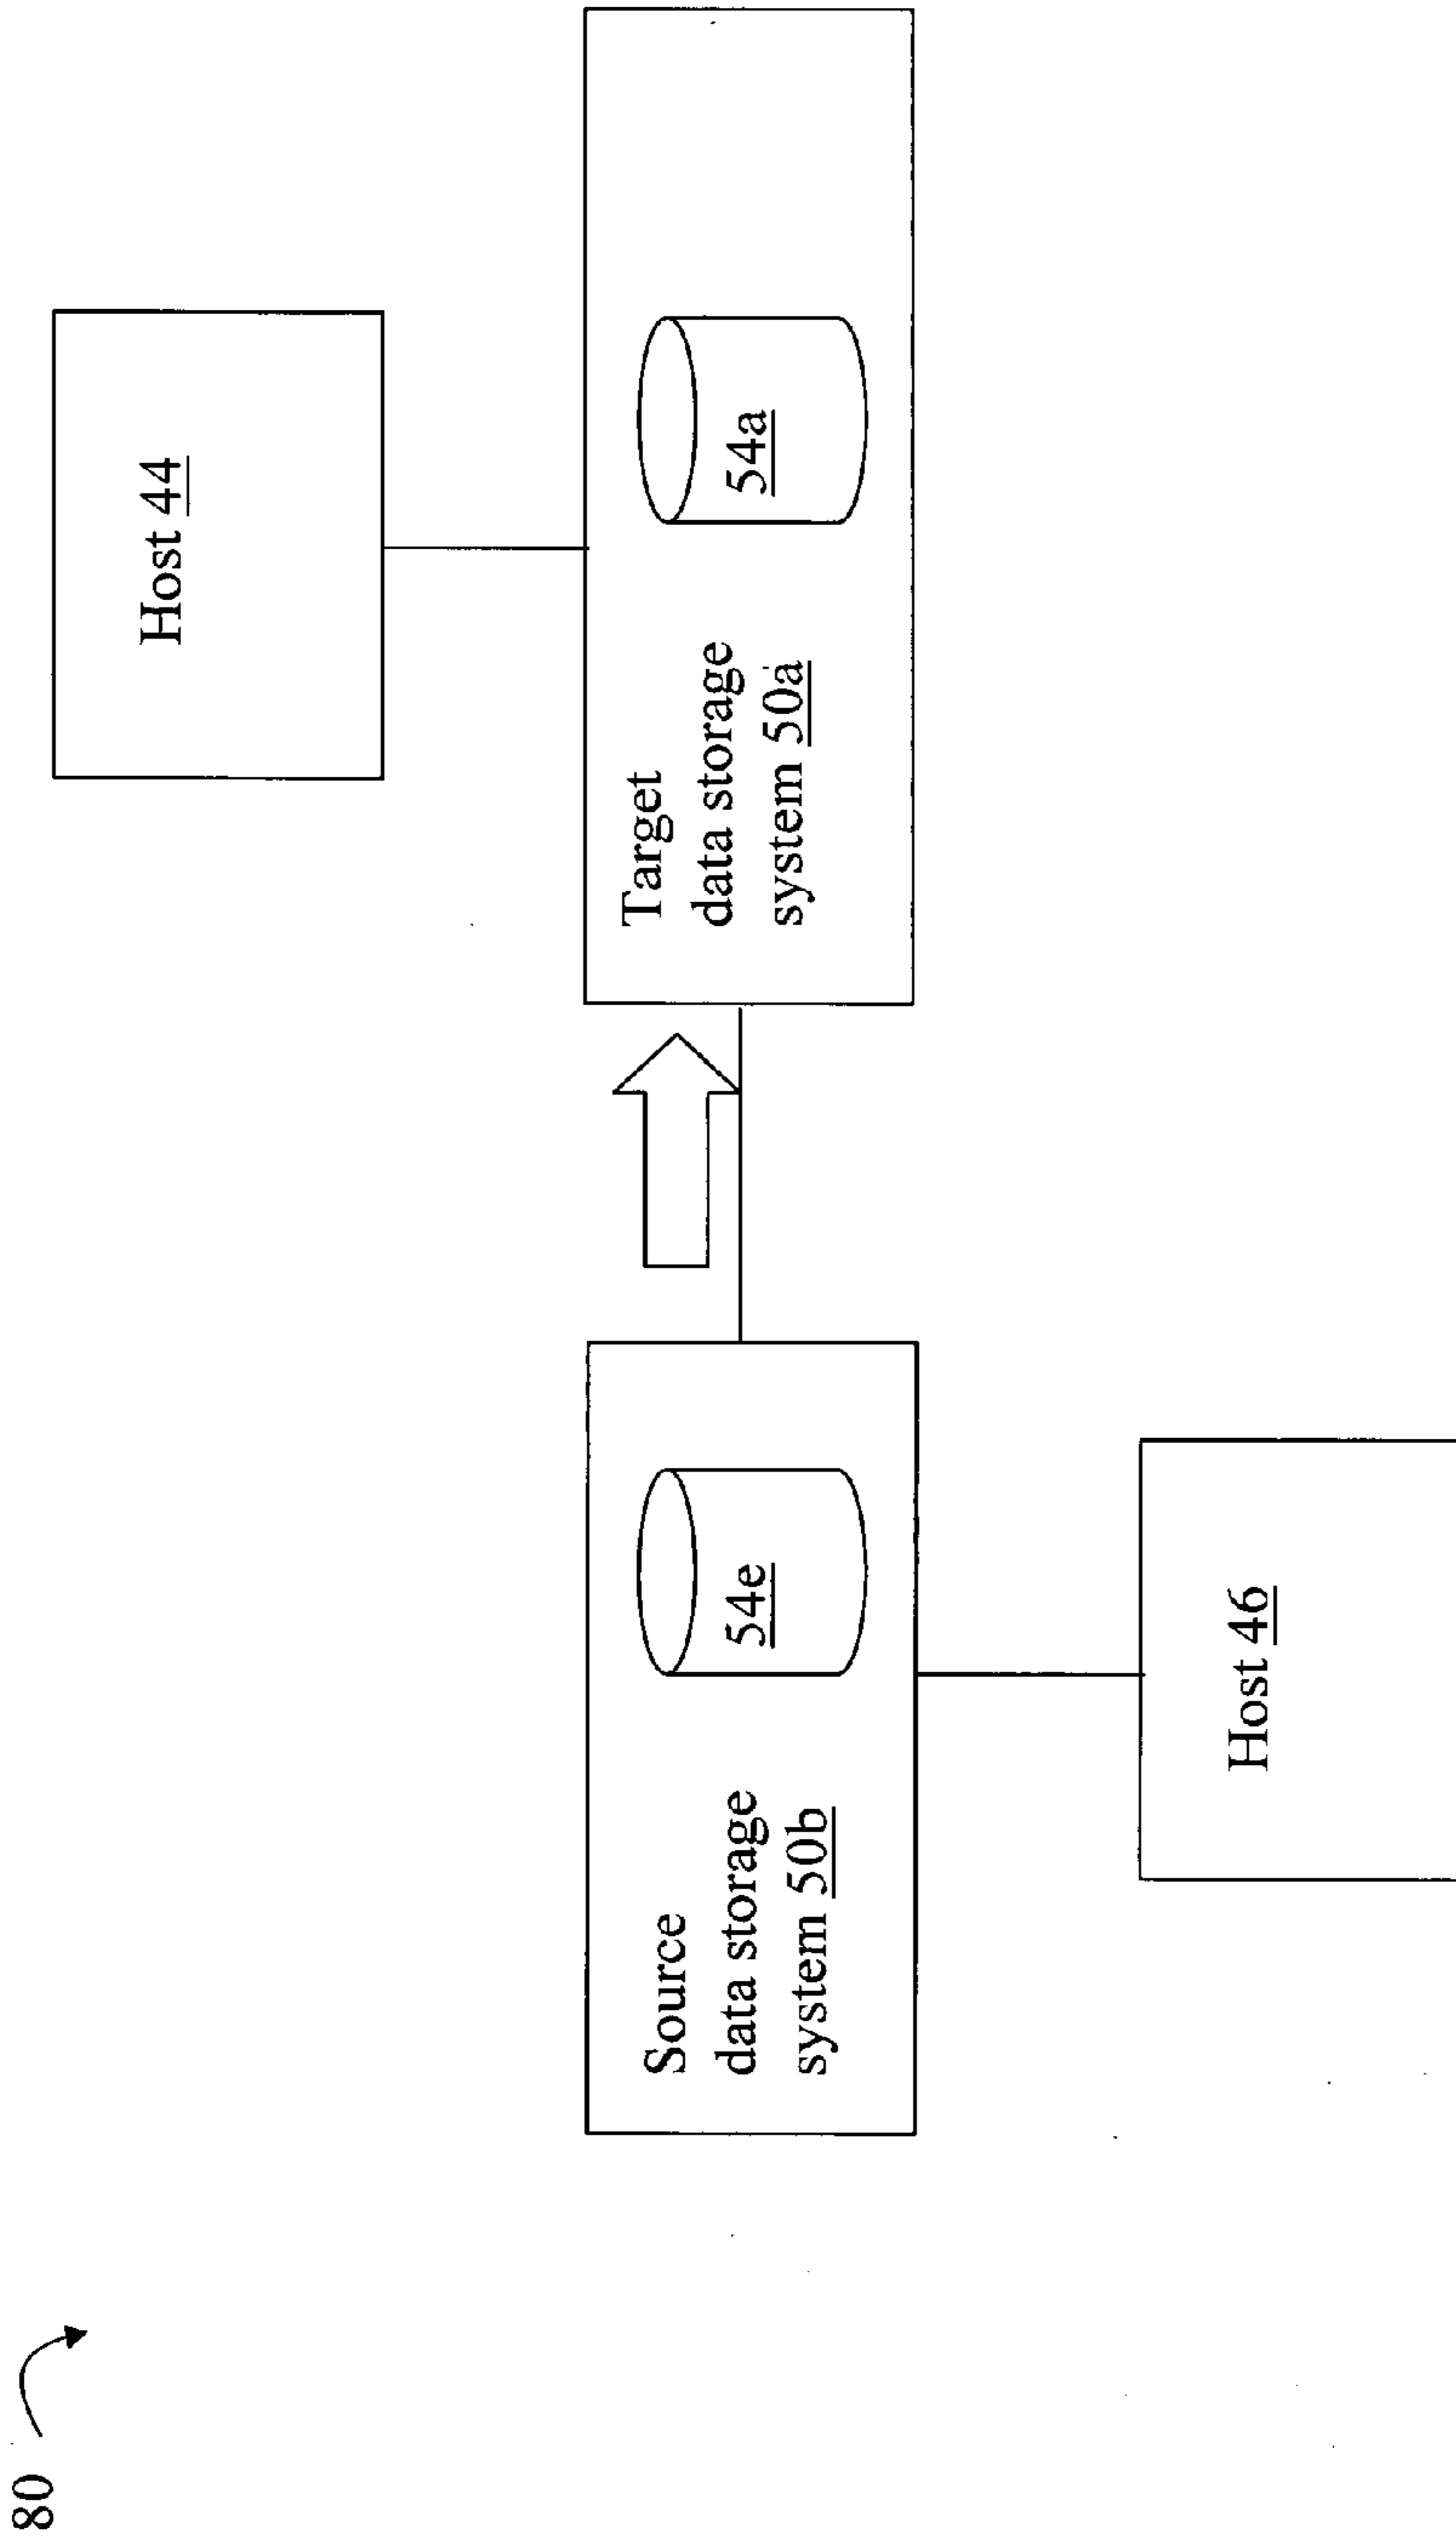 80
Host 44
Source
data storage
system 50b
54e
Target
data storage
system 50a
54a
Host 46